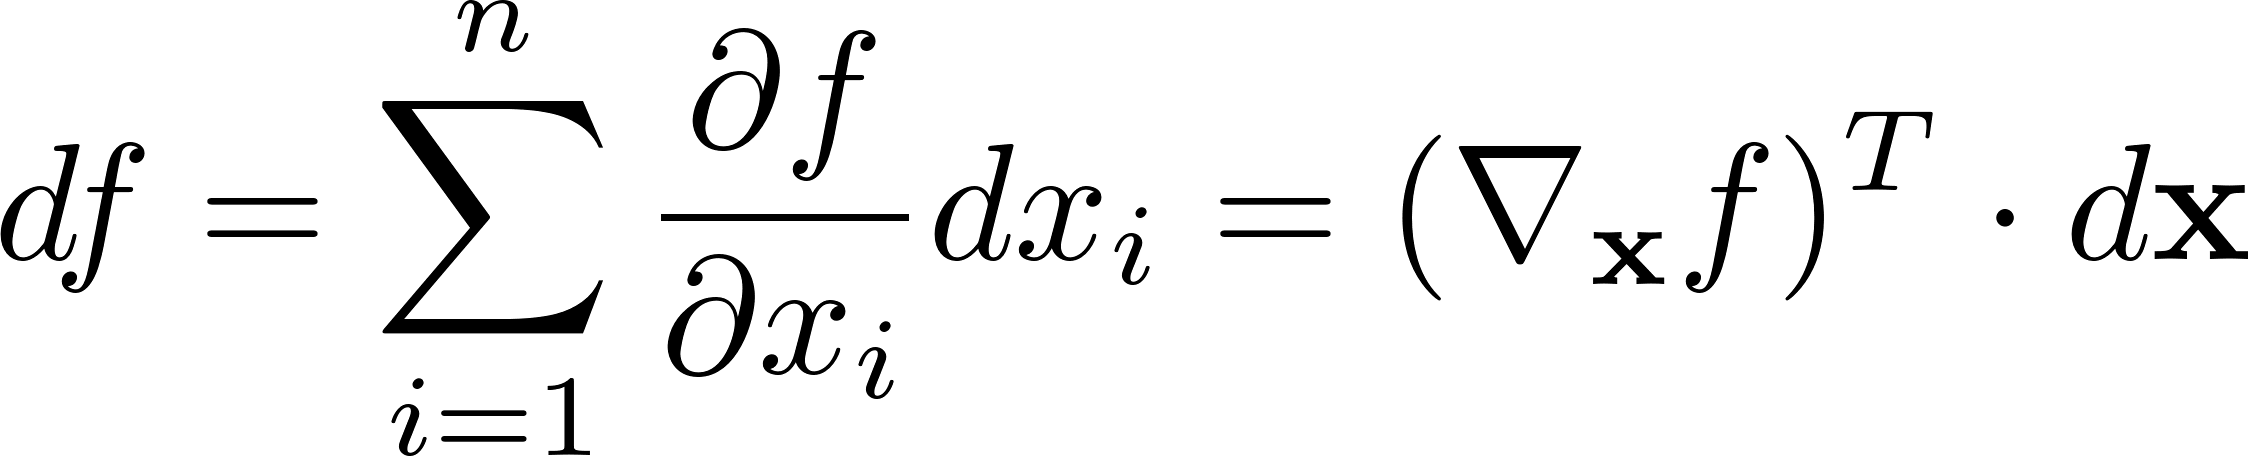 $df = \sum_{i=1}^{n} \frac{\partial f}{\partial x_i} dx_i = (\nabla_{\mathbf{x}} f)^T \cdot d\mathbf{x}$